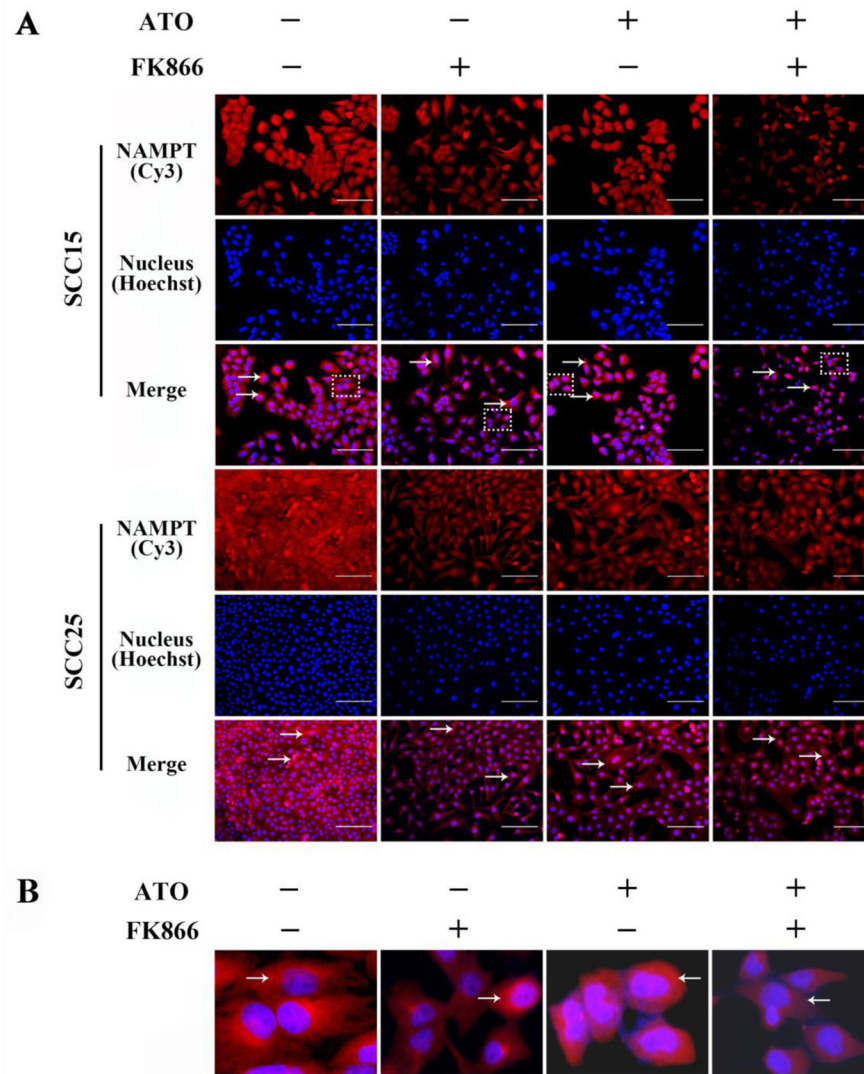 A
ATO − − + +
FK866 − + − +
SCC15
NAMPT
(Cy3)
Nucleus
(Hoechst)
Merge
SCC25
NAMPT
(Cy3)
Nucleus
(Hoechst)
Merge
B
ATO − − + +
FK866 − + − +